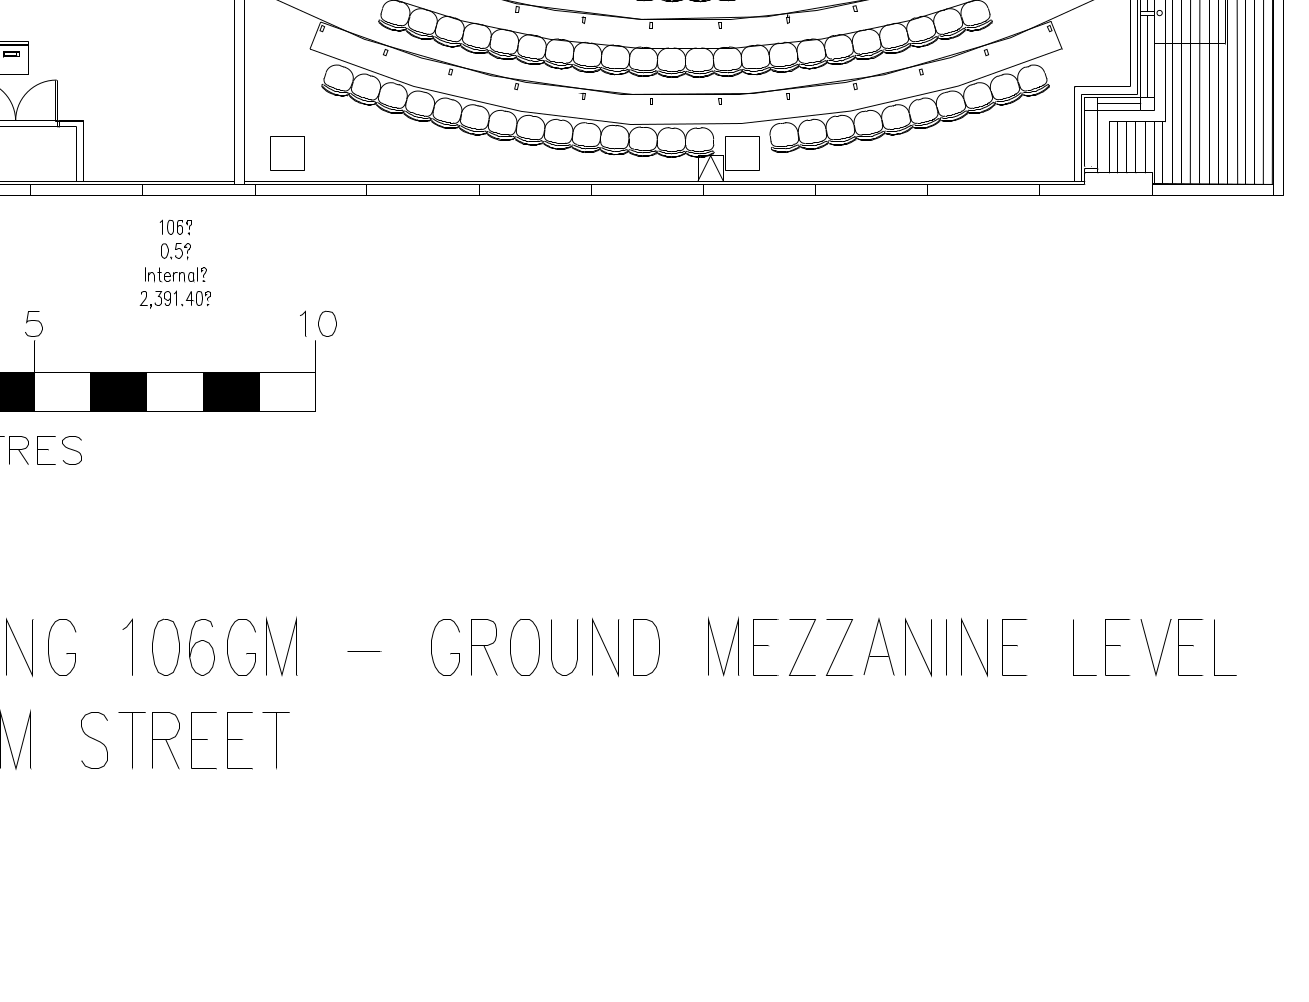 106?
0.5?
Internal?
2,391.40?
5 10
TRES
NG 106GM – GROUND MEZZANINE LEVEL
M STREET